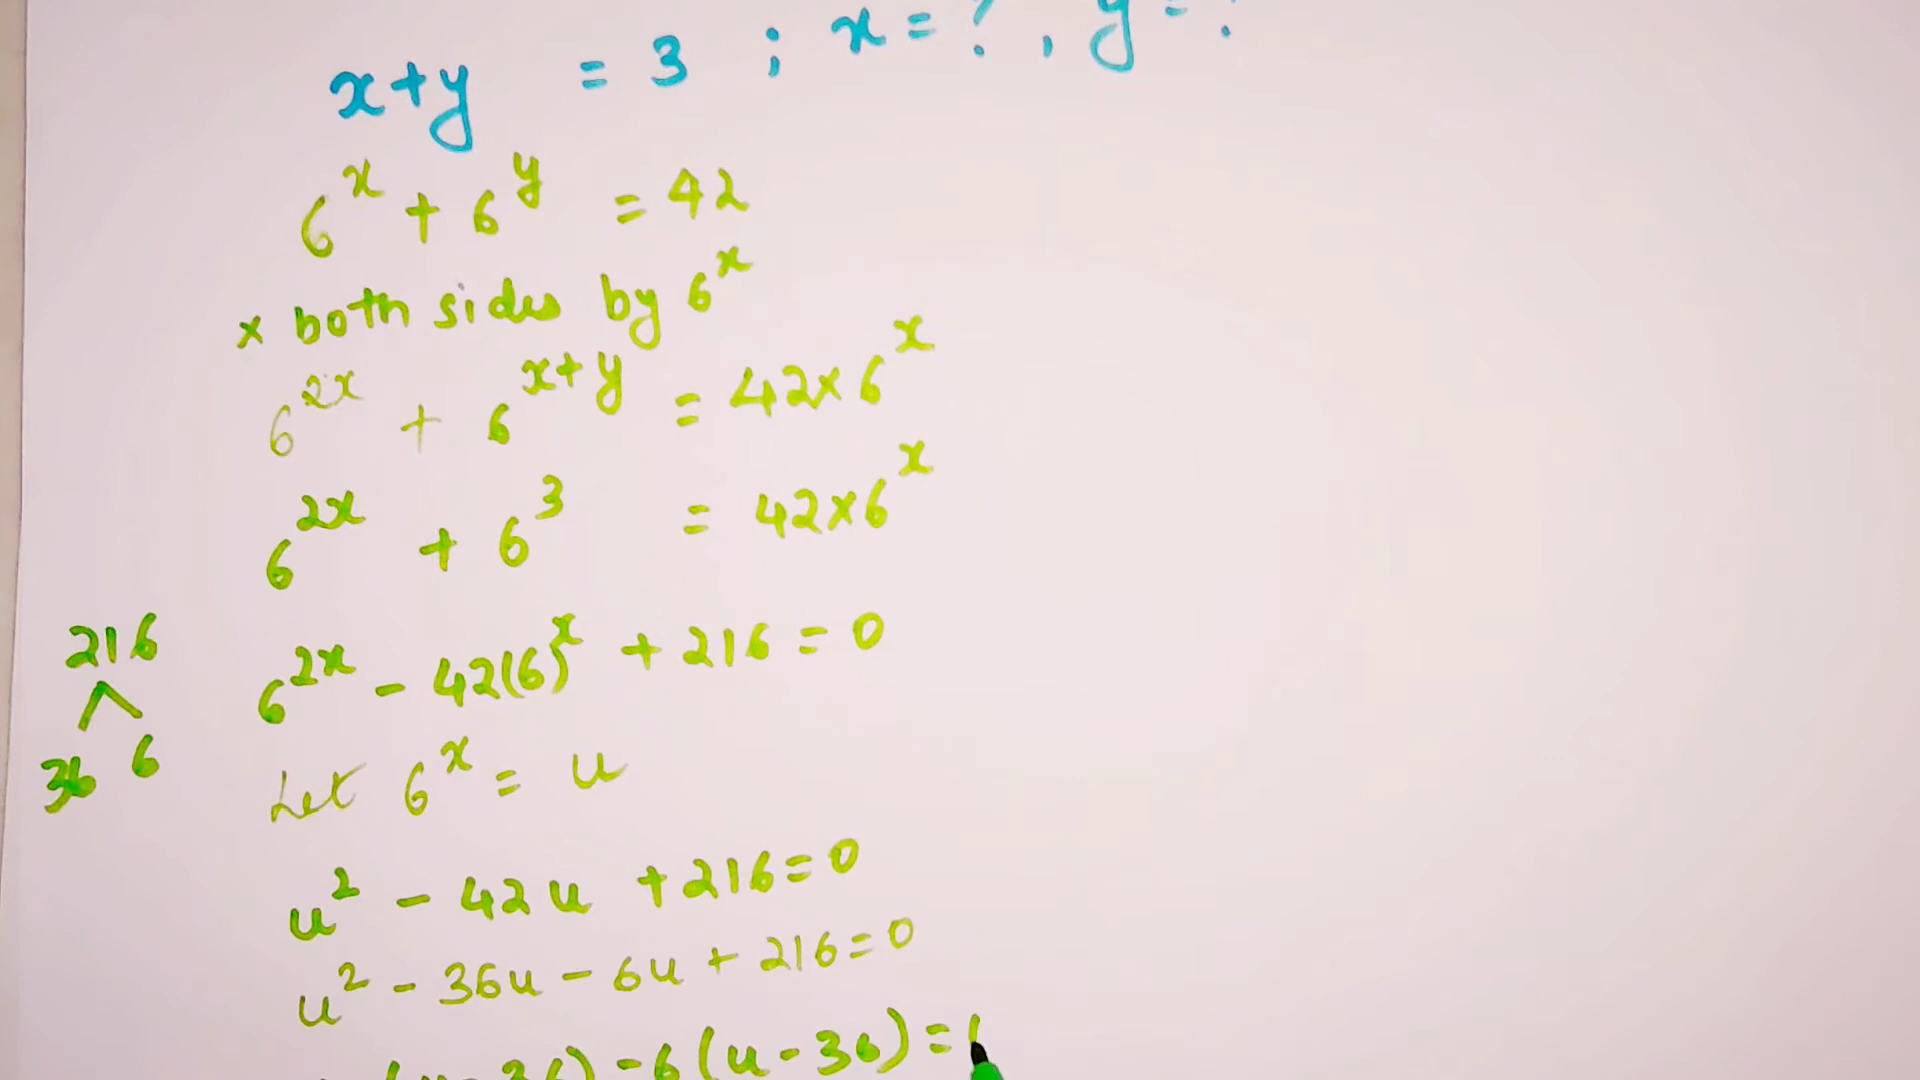 x+y = 3 ; x = ? , y = ?
6^x + 6^y = 42
× both sides by 6^x
6^2x + 6^x+y = 42×6^x
6^2x + 6^3 = 42×6^x
6^2x - 42(6)^x + 216 = 0
216
36 6
Let 6^x = u
u^2 - 42u + 216 = 0
u^2 - 36u - 6u + 216 = 0
(u-36) - 6(u-36) =